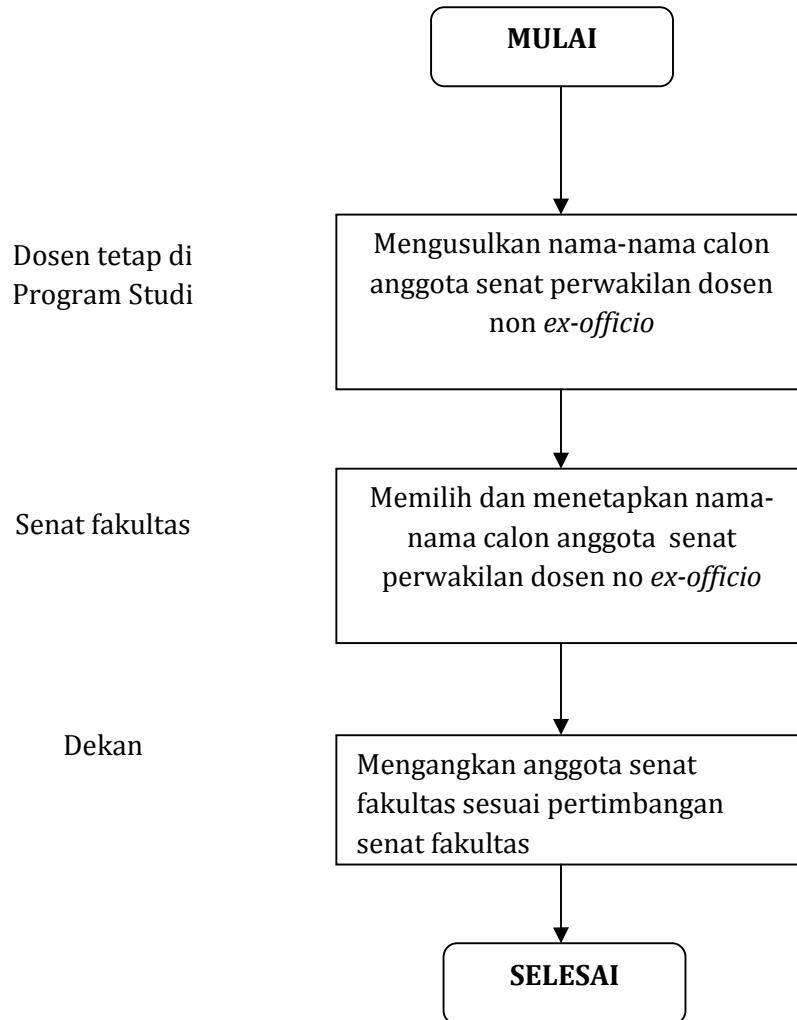 MULAI
Dosen tetap di
Program Studi
Mengusulkan nama-nama calon
anggota senat perwakilan dosen
non ex-officio
Senat fakultas
Memilih dan menetapkan nama-
nama calon anggota senat
perwakilan dosen no ex-officio
Dekan
Mengangkan anggota senat
fakultas sesuai pertimbangan
senat fakultas
SELESAI